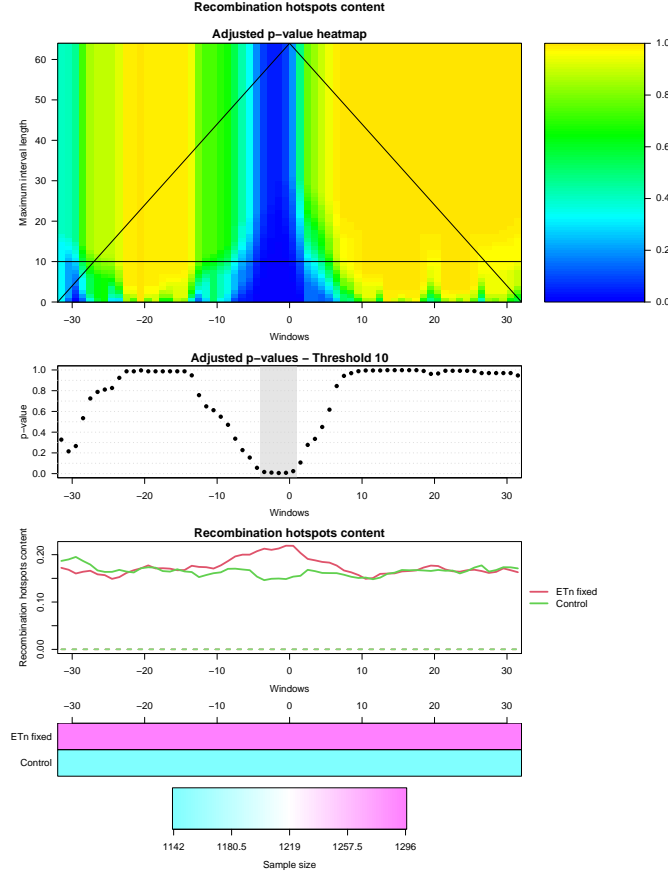 Recombination hotspots content
Adjusted p−value heatmap
Maximum interval length
60
50
40
30
20
10
0
−30 −20 −10 0 10 20 30
Windows
1.0
0.8
0.6
0.4
0.2
0.0
Adjusted p−values − Threshold 10
p−value
1.0
0.8
0.6
0.4
0.2
0.0
−30 −20 −10 0 10 20 30
Windows
Recombination hotspots content
Recombination hotspots content
0.20
0.10
0.00
ETn fixed
Control
−30 −20 −10 0 10 20 30
Windows
−30 −20 −10 0 10 20 30
ETn fixed
Control
1142 1180.5 1219 1257.5 1296
Sample size